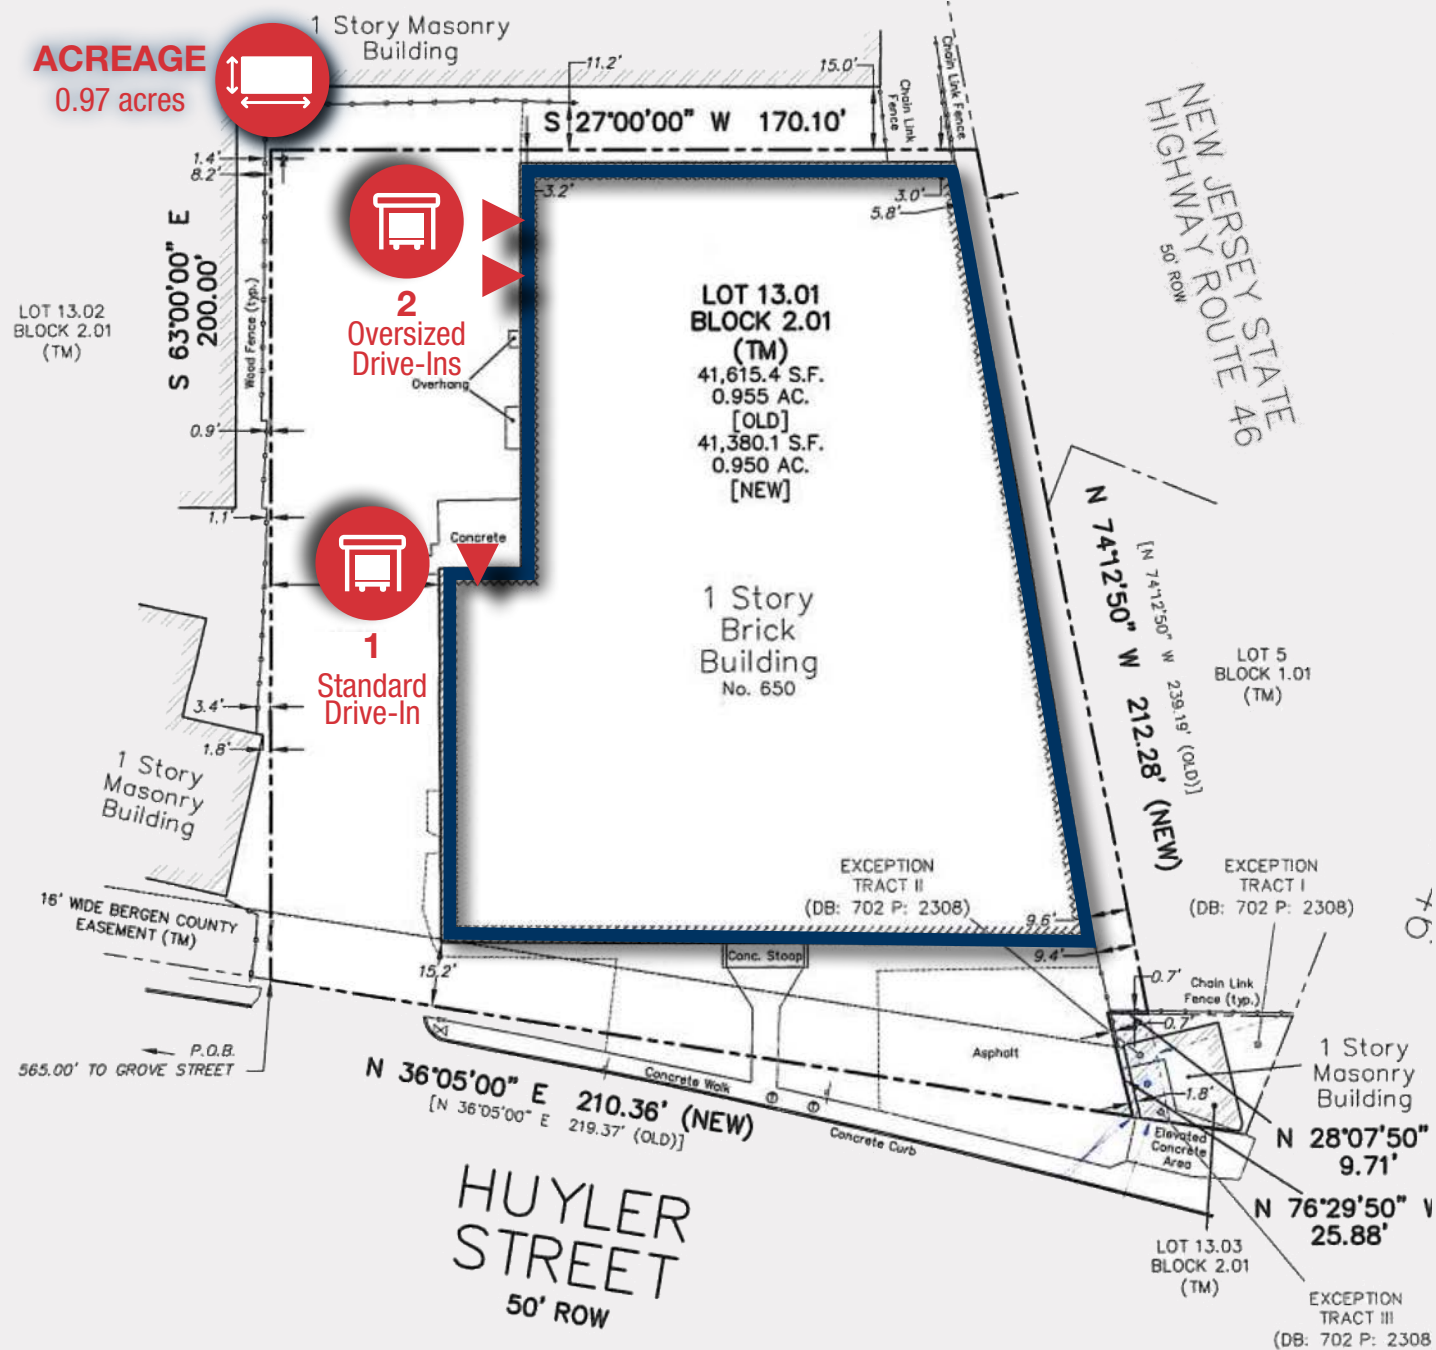 1 Story Masonry
Building
ACREAGE
0.97 acres
11.2'
15.0'
Chain Link
Fence
Chain Link Fence
S 27°00'00" W 170.10'
1.4'
8.2'
3.2'
3.0'
5.8'
NEW JERSEY STATE
HIGHWAY ROUTE 46
50' ROW
S 63°00'00" E
200.00'
Wood Fence (typ.)
LOT 13.02
BLOCK 2.01
(TM)
2
Oversized
Drive-Ins
Overhang
LOT 13.01
BLOCK 2.01
(TM)
41,615.4 S.F.
0.955 AC.
[OLD]
41,380.1 S.F.
0.950 AC.
[NEW]
0.9'
1.1'
Concrete
1
Standard
Drive-In
1 Story
Brick
Building
No. 650
N 74°12'50" W 212.28' (NEW)
[N 74°12'50" W 239.19' (OLD)]
LOT 5
BLOCK 1.01
(TM)
3.4'
1.8'
1 Story
Masonry
Building
EXCEPTION
TRACT II
(DB: 702 P: 2308)
EXCEPTION
TRACT I
(DB: 702 P: 2308)
16' WIDE BERGEN COUNTY
EASEMENT (TM)
9.6'
9.4'
Conc. Stoop
15.2'
0.7'
Chain Link
Fence (typ.)
0.7'
P.O.B.
565.00' TO GROVE STREET
Asphalt
1 Story
Masonry
Building
1.8'
N 36°05'00" E 210.36' (NEW)
[N 36°05'00" E 219.37' (OLD)]
Concrete Walk
Concrete Curb
Elevated
Concrete
Area
N 28°07'50"
9.71'
N 76°29'50" W
25.88'
HUYLER
STREET
50' ROW
LOT 13.03
BLOCK 2.01
(TM)
EXCEPTION
TRACT III
(DB: 702 P: 2308